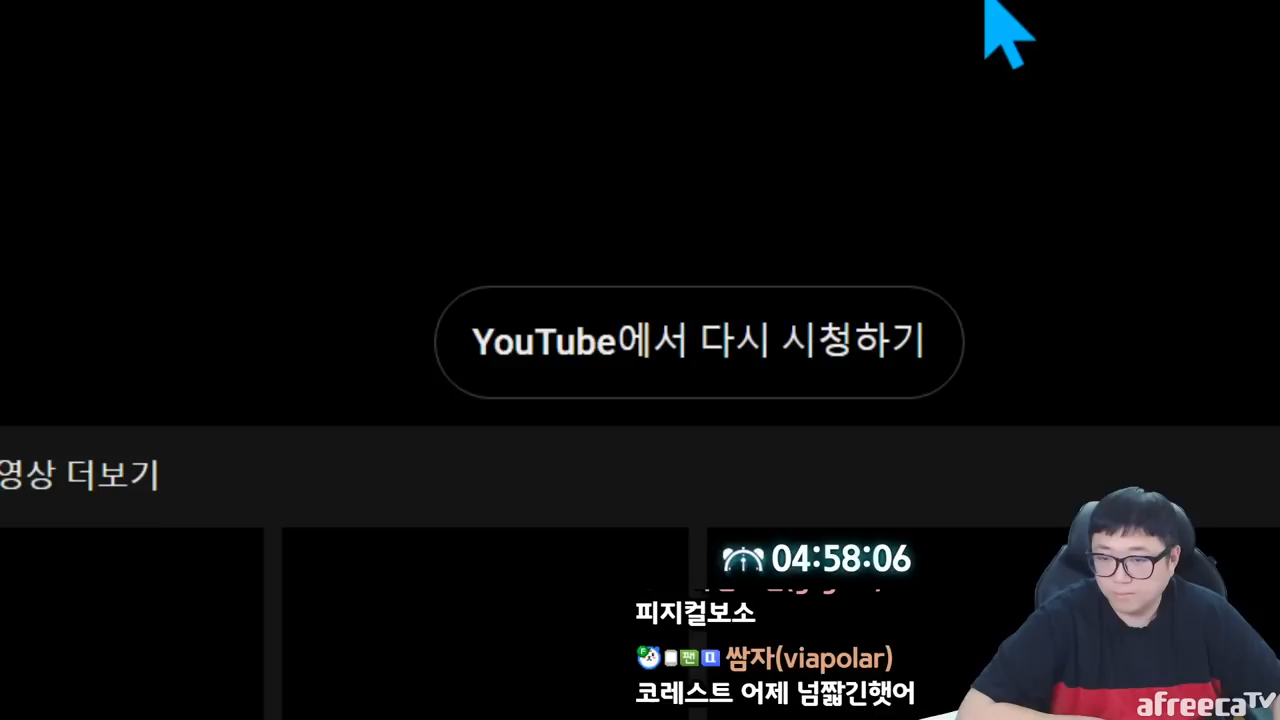 YouTube에서 다시 시청하기
영상 더보기
04:58:06
피지컬보소
팬 쌈자(viapolar)
코레스트 어제 넘짧긴햇어
afreecaTV